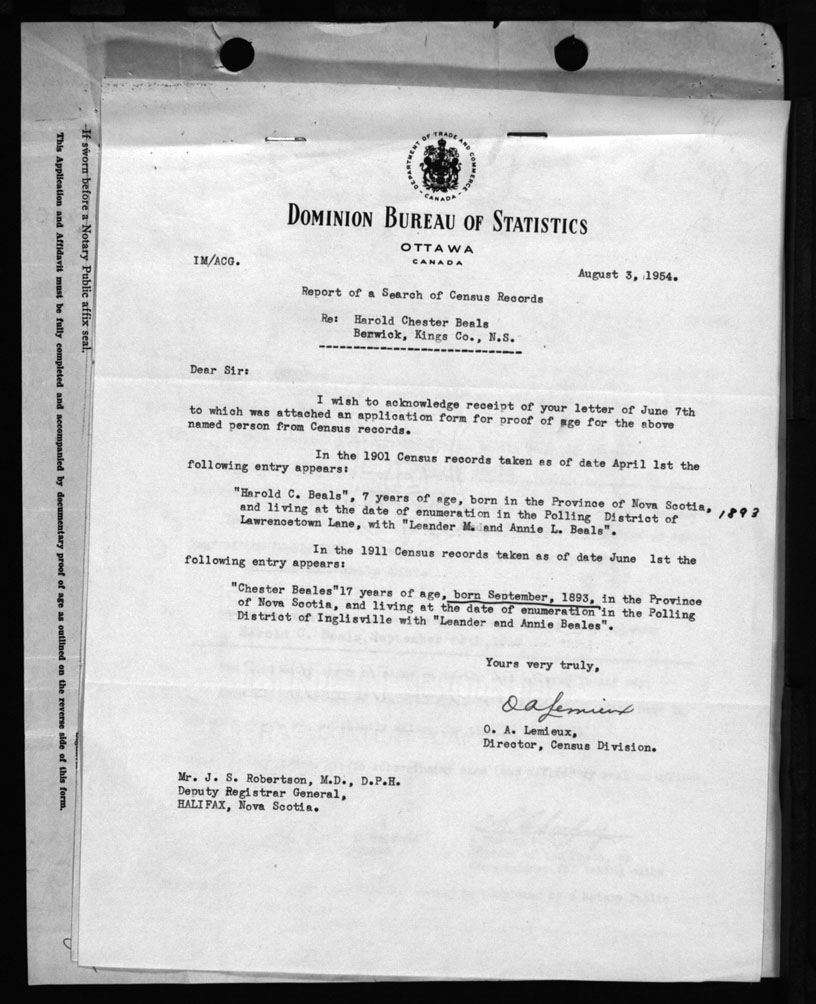 DEPARTMENT OF TRADE AND COMMERCE
CANADA
DOMINION BUREAU OF STATISTICS
OTTAWA
CANADA
IM/ACG.
August 3, 1954.
Report of a Search of Census Records
Re: Harold Chester Beals
Berwick, Kings Co., N.S.
Dear Sir:
I wish to acknowledge receipt of your letter of June 7th
to which was attached an application form for proof of age for the above
named person from Census records.
In the 1901 Census records taken as of date April 1st the
following entry appears:
"Harold C. Beals", 7 years of age, born in the Province of Nova Scotia, 1893
and living at the date of enumeration in the Polling District of
Lawrencetown Lane, with "Leander M. and Annie L. Beals".
In the 1911 Census records taken as of date June 1st the
following entry appears:
"Chester Beales"17 years of age, born September, 1893, in the Province
of Nova Scotia, and living at the date of enumeration in the Polling
District of Inglisville with "Leander and Annie Beales".
Yours very truly,
O A Lemieux
O. A. Lemieux,
Director, Census Division.
Mr. J. S. Robertson, M.D., D.P.H.
Deputy Registrar General,
HALIFAX, Nova Scotia.
If sworn before a Notary Public affix seal.
This Application and Affidavit must be fully completed and accompanied by documentary proof of age as outlined on the reverse side of this form.